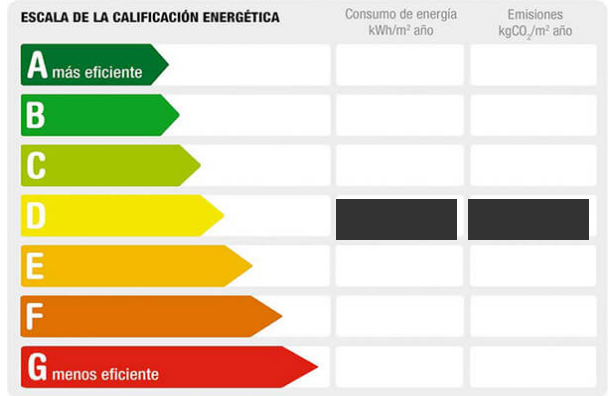 ESCALA DE LA CALIFICACIÓN ENERGÉTICA
Consumo de energía
kWh/m² año
Emisiones
kgCO₂/m² año
A más eficiente
B
C
D
E
F
G menos eficiente